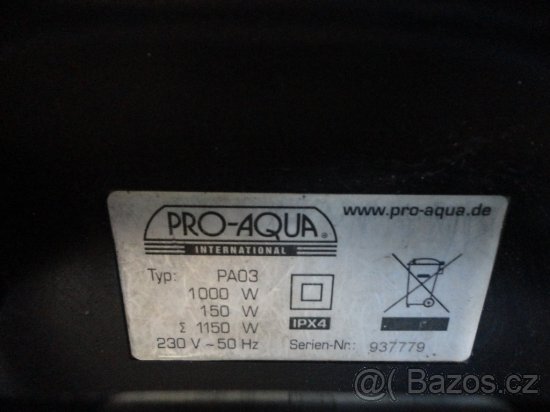 PRO-AQUA®
INTERNATIONAL
www.pro-aqua.de
Typ: PA03
1000 W
150 W
Σ 1150 W
230 V ~ 50 Hz
IPX4
Serien-Nr.: 937779
@ Bazoš.cz